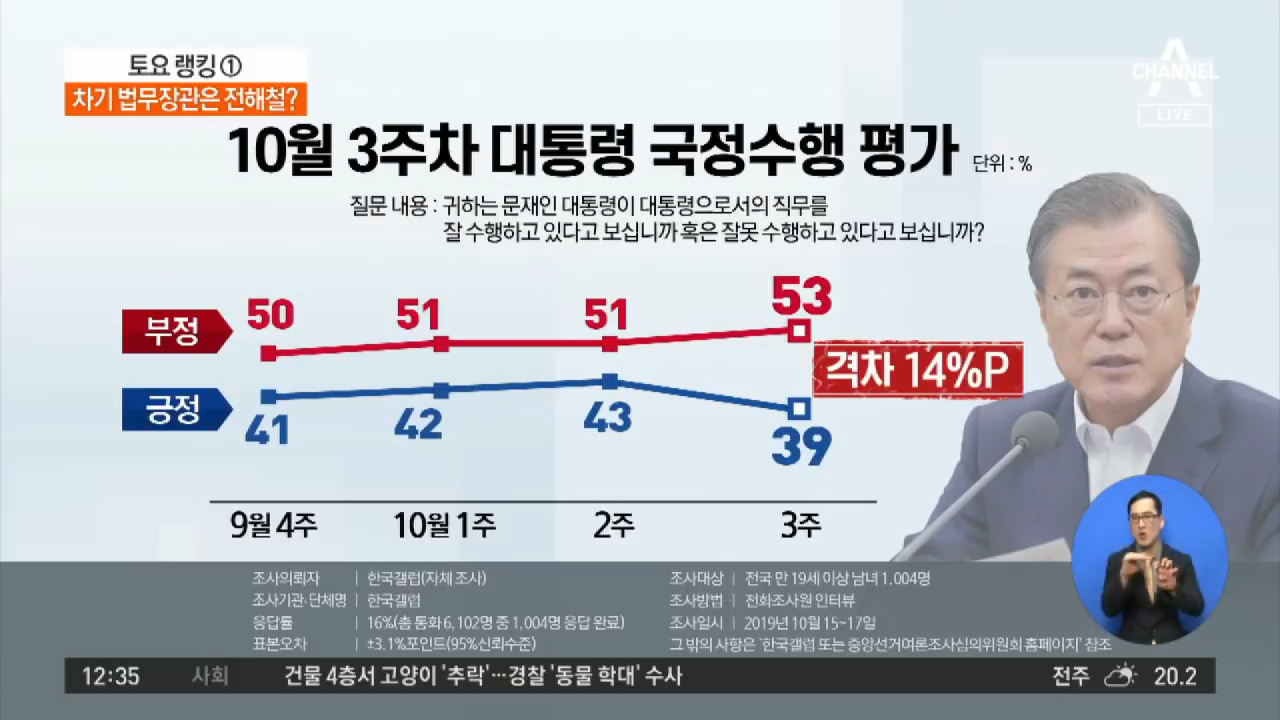 토요 랭킹 ①
차기 법무장관은 전해철?
CHANNEL A
LIVE
10월 3주차 대통령 국정수행 평가 단위 : %
질문 내용 : 귀하는 문재인 대통령이 대통령으로서의 직무를
잘 수행하고 있다고 보십니까 혹은 잘못 수행하고 있다고 보십니까?
부정 50 51 51 53
격차 14%P
긍정 41 42 43 39
9월 4주 10월 1주 2주 3주
조사의뢰자 | 한국갤럽(자체 조사)
조사기관·단체명 | 한국갤럽
응답률 | 16%(총 통화 6,102명 중 1,004명 응답 완료)
표본오차 | ±3.1%포인트(95%신뢰수준)
조사대상 | 전국 만 19세 이상 남녀 1,004명
조사방법 | 전화조사원 인터뷰
조사일시 | 2019년 10월 15~17일
그 밖의 사항은 '한국갤럽 또는 중앙선거여론조사심의위원회 홈페이지' 참조
12:35 사회 건물 4층서 고양이 '추락'…경찰 '동물 학대' 수사 전주 20.2